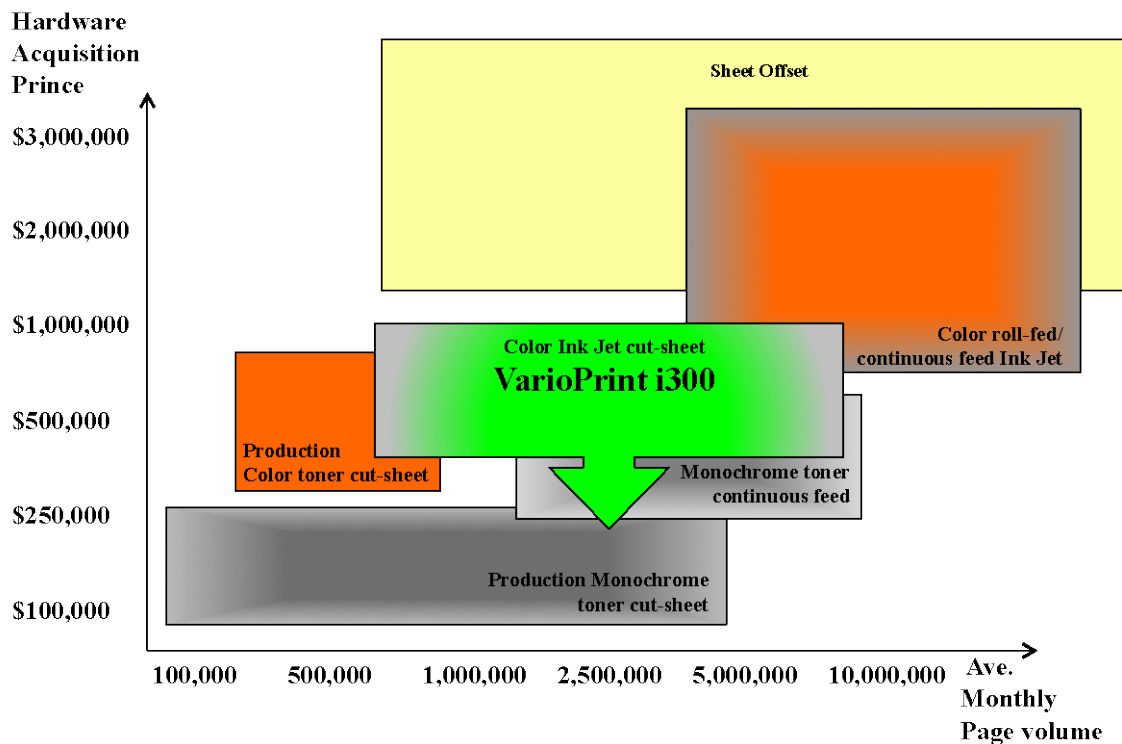 Hardware
Acquisition
Prince
$3,000,000
$2,000,000
$1,000,000
$500,000
$250,000
$100,000
Sheet Offset
Color roll-fed/
continuous feed Ink Jet
Color Ink Jet cut-sheet
VarioPrint i300
Production
Color toner cut-sheet
Monochrome toner
continuous feed
Production Monochrome
toner cut-sheet
100,000
500,000
1,000,000
2,500,000
5,000,000
10,000,000
Ave.
Monthly
Page volume